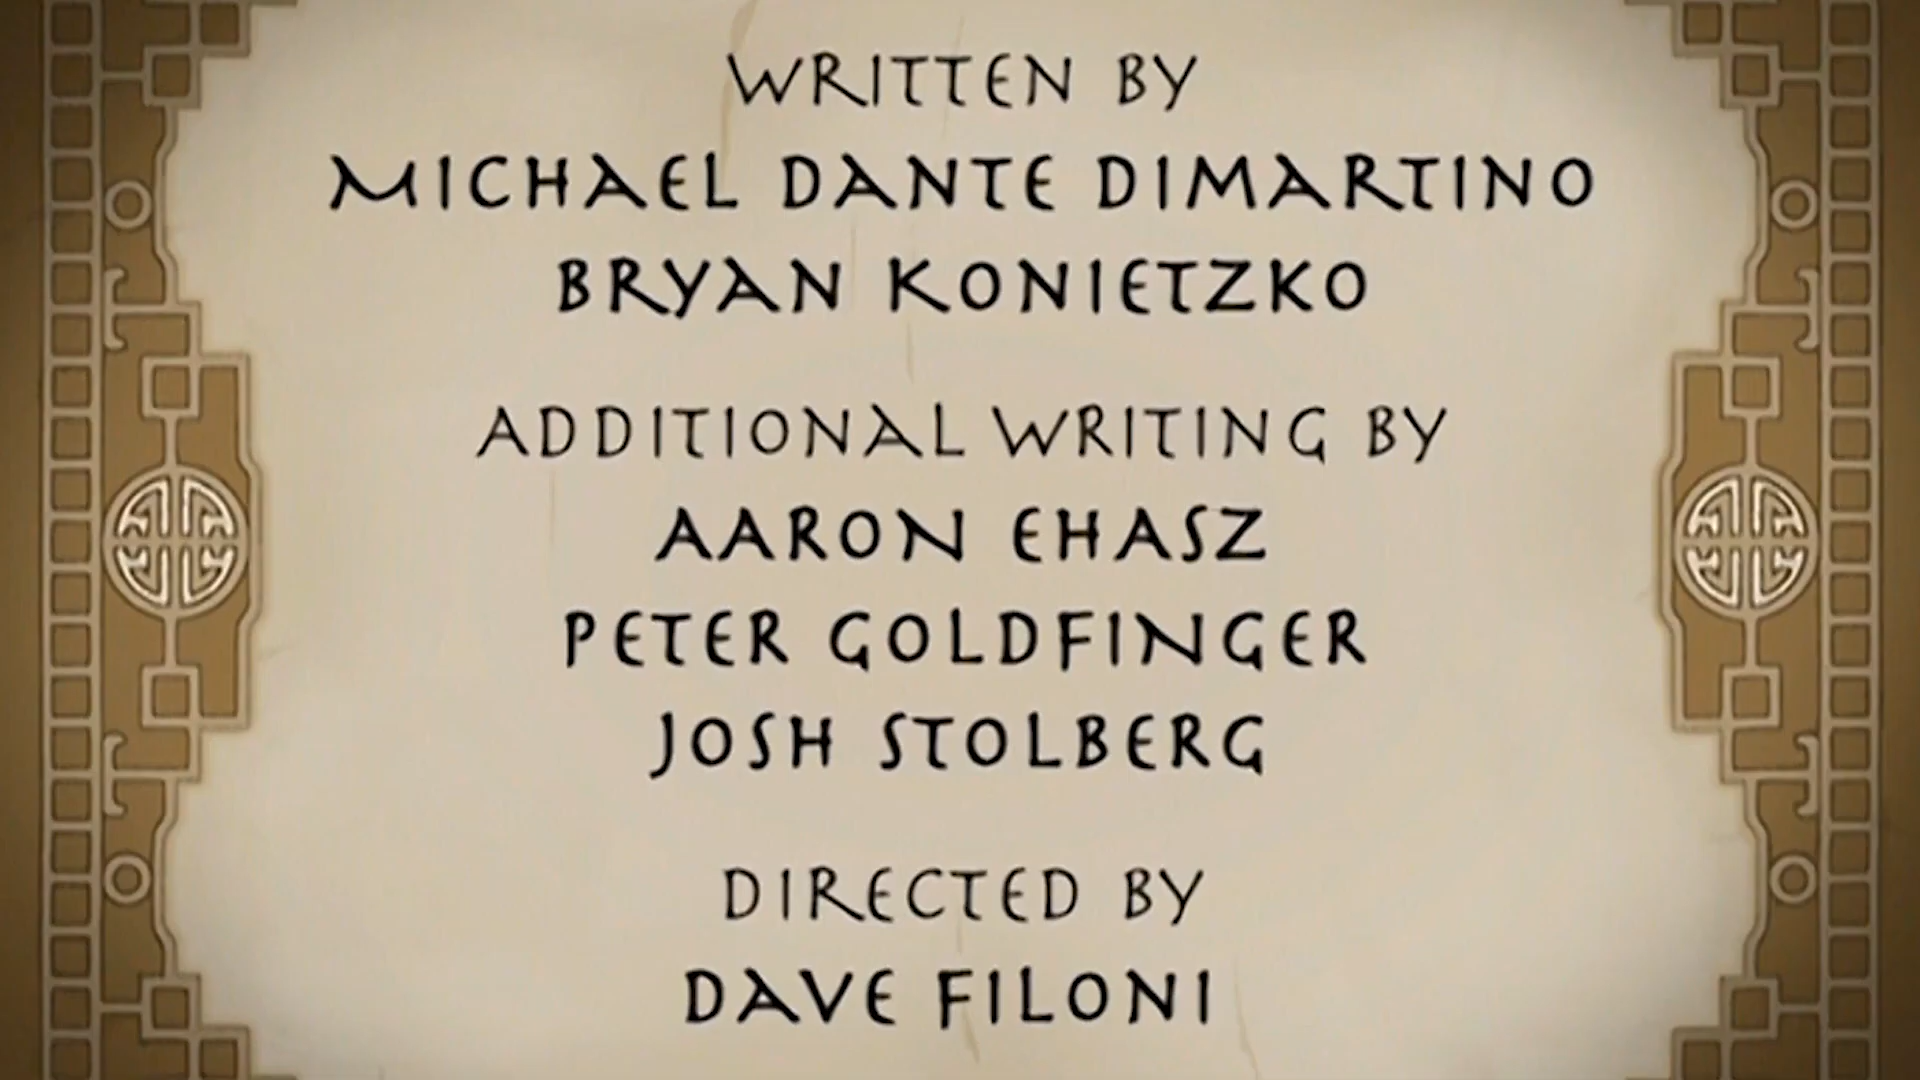 WRITTEN BY
MICHAEL DANTE DIMARTINO
BRYAN KONIETZKO
ADDITIONAL WRITING BY
AARON EHASZ
PETER GOLDFINGER
JOSH STOLBERG
DIRECTED BY
DAVE FILONI